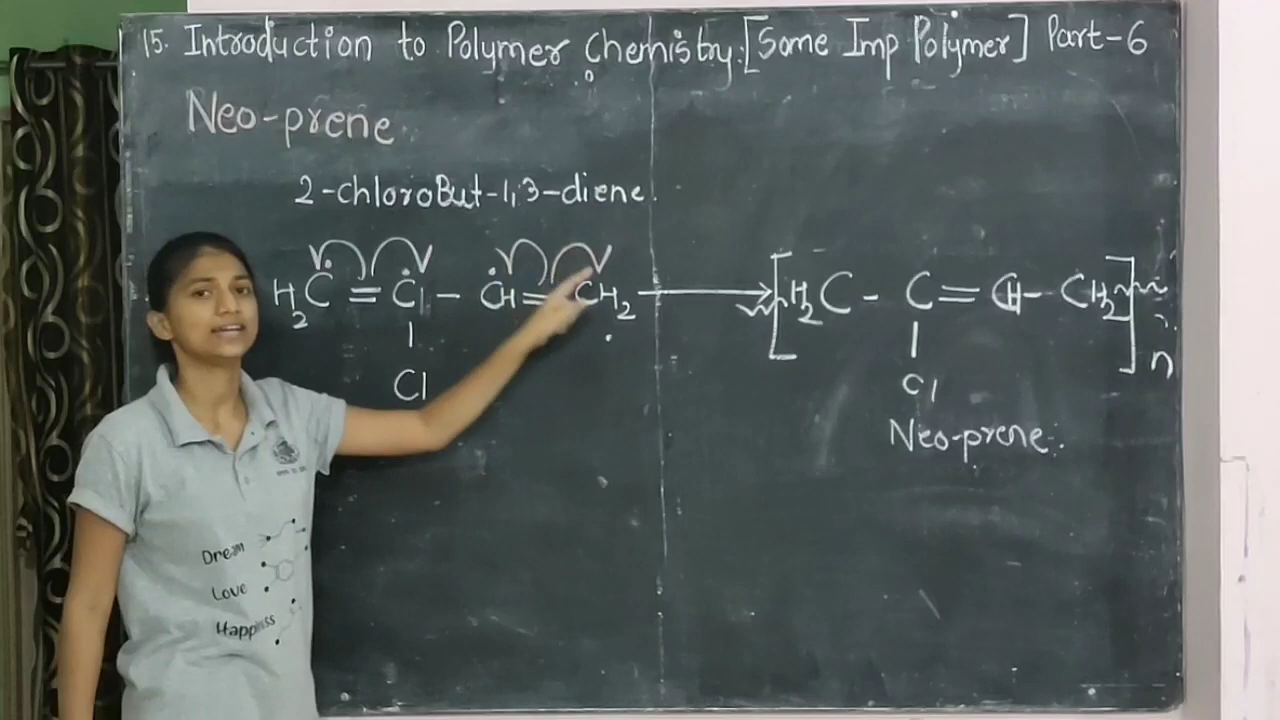 15. Introduction to Polymer Chemistry.[Some Imp Polymer] Part-6
Neo-prene
2-chloroBut-1,3-diene.
H2C = C - CH = CH2 ⟶ [H2C - C = CH - CH2]n
Cl Cl
Neo-prene.
Dream
Love
Happiness